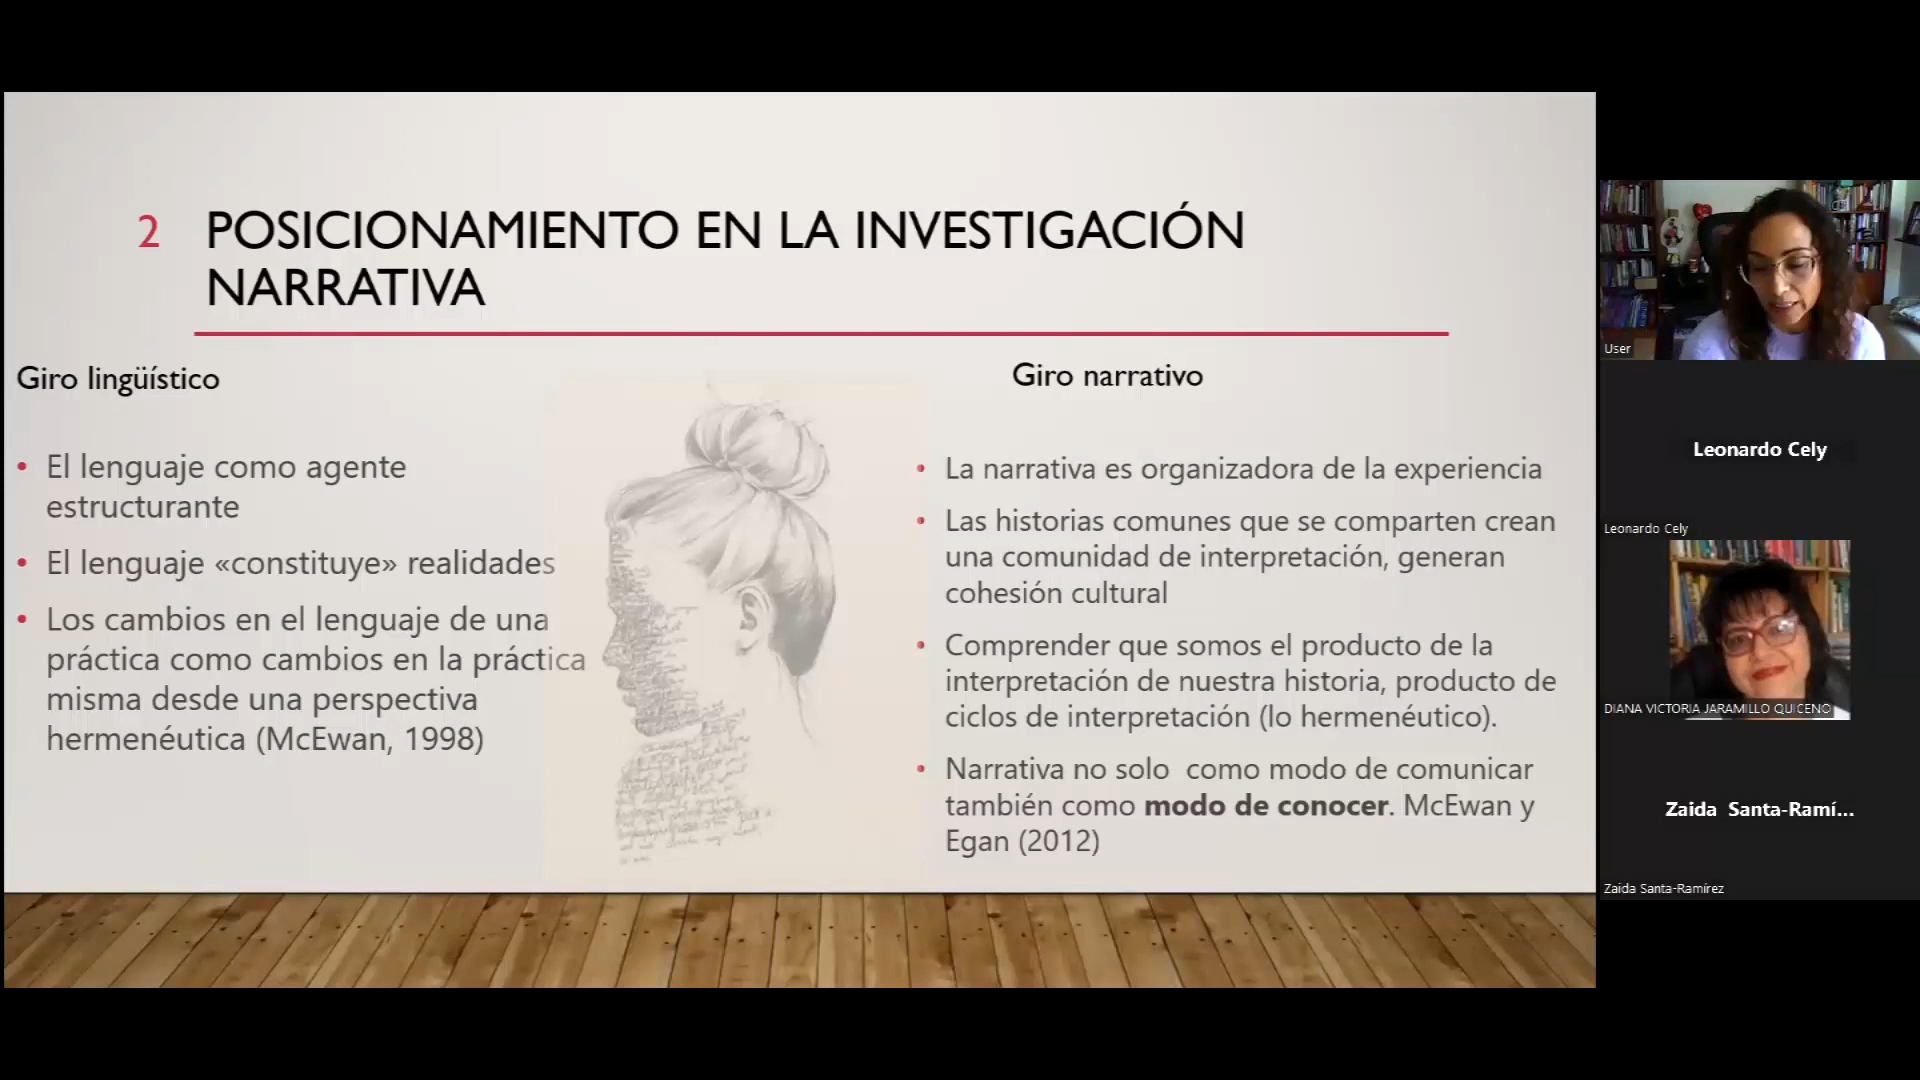 2 POSICIONAMIENTO EN LA INVESTIGACIÓN
NARRATIVA
Giro lingüístico
• El lenguaje como agente
estructurante
• El lenguaje «constituye» realidades
• Los cambios en el lenguaje de una
práctica como cambios en la práctica
misma desde una perspectiva
hermenéutica (McEwan, 1998)
Giro narrativo
• La narrativa es organizadora de la experiencia
• Las historias comunes que se comparten crean
una comunidad de interpretación, generan
cohesión cultural
• Comprender que somos el producto de la
interpretación de nuestra historia, producto de
ciclos de interpretación (lo hermenéutico).
• Narrativa no solo como modo de comunicar
también como modo de conocer. McEwan y
Egan (2012)
User
Leonardo Cely
Leonardo Cely
DIANA VICTORIA JARAMILLO QUICENO
Zaida Santa-Ramí...
Zaida Santa-Ramírez